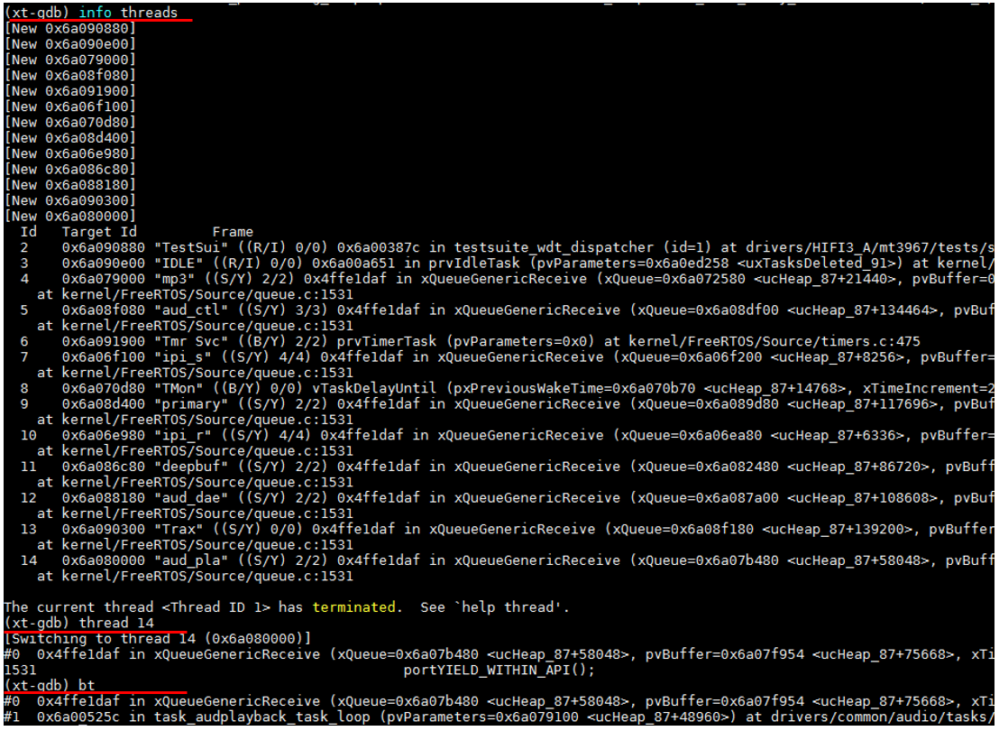 (xt-gdb) info threads
[New 0x6a090880]
[New 0x6a090e00]
[New 0x6a079000]
[New 0x6a08f080]
[New 0x6a091900]
[New 0x6a06f100]
[New 0x6a070d80]
[New 0x6a08d400]
[New 0x6a06e980]
[New 0x6a086c80]
[New 0x6a088180]
[New 0x6a090300]
[New 0x6a080000]
  Id   Target Id         Frame
  2    0x6a090880 "TestSui" ((R/I) 0/0) 0x6a00387c in testsuite_wdt_dispatcher (id=1) at drivers/HIFI3_A/mt3967/tests/s
  3    0x6a090e00 "IDLE" ((R/I) 0/0) 0x6a00a651 in prvIdleTask (pvParameters=0x6a0ed258 <uxTasksDeleted_91>) at kernel/
  4    0x6a079000 "mp3" ((S/Y) 2/2) 0x4ffe1daf in xQueueGenericReceive (xQueue=0x6a072580 <ucHeap_87+21440>, pvBuffer=0
    at kernel/FreeRTOS/Source/queue.c:1531
  5    0x6a08f080 "aud_ctl" ((S/Y) 3/3) 0x4ffe1daf in xQueueGenericReceive (xQueue=0x6a08df00 <ucHeap_87+134464>, pvBuf
    at kernel/FreeRTOS/Source/queue.c:1531
  6    0x6a091900 "Tmr Svc" ((B/Y) 2/2) prvTimerTask (pvParameters=0x0) at kernel/FreeRTOS/Source/timers.c:475
  7    0x6a06f100 "ipi_s" ((S/Y) 4/4) 0x4ffe1daf in xQueueGenericReceive (xQueue=0x6a06f200 <ucHeap_87+8256>, pvBuffer=
    at kernel/FreeRTOS/Source/queue.c:1531
  8    0x6a070d80 "TMon" ((B/Y) 0/0) vTaskDelayUntil (pxPreviousWakeTime=0x6a070b70 <ucHeap_87+14768>, xTimeIncrement=2
  9    0x6a08d400 "primary" ((S/Y) 2/2) 0x4ffe1daf in xQueueGenericReceive (xQueue=0x6a089d80 <ucHeap_87+117696>, pvBuf
    at kernel/FreeRTOS/Source/queue.c:1531
  10   0x6a06e980 "ipi_r" ((S/Y) 4/4) 0x4ffe1daf in xQueueGenericReceive (xQueue=0x6a06ea80 <ucHeap_87+6336>, pvBuffer=
    at kernel/FreeRTOS/Source/queue.c:1531
  11   0x6a086c80 "deepbuf" ((S/Y) 2/2) 0x4ffe1daf in xQueueGenericReceive (xQueue=0x6a082480 <ucHeap_87+86720>, pvBuff
    at kernel/FreeRTOS/Source/queue.c:1531
  12   0x6a088180 "aud_dae" ((S/Y) 2/2) 0x4ffe1daf in xQueueGenericReceive (xQueue=0x6a087a00 <ucHeap_87+108608>, pvBuf
    at kernel/FreeRTOS/Source/queue.c:1531
  13   0x6a090300 "Trax" ((S/Y) 0/0) 0x4ffe1daf in xQueueGenericReceive (xQueue=0x6a08f180 <ucHeap_87+139200>, pvBuffer
    at kernel/FreeRTOS/Source/queue.c:1531
  14   0x6a080000 "aud_pla" ((S/Y) 2/2) 0x4ffe1daf in xQueueGenericReceive (xQueue=0x6a07b480 <ucHeap_87+58048>, pvBuff
    at kernel/FreeRTOS/Source/queue.c:1531
The current thread <Thread ID 1> has terminated.  See `help thread'.
(xt-gdb) thread 14
[Switching to thread 14 (0x6a080000)]
#0  0x4ffe1daf in xQueueGenericReceive (xQueue=0x6a07b480 <ucHeap_87+58048>, pvBuffer=0x6a07f954 <ucHeap_87+75668>, xTi
1531                                              portYIELD_WITHIN_API();
(xt-gdb) bt
#0  0x4ffe1daf in xQueueGenericReceive (xQueue=0x6a07b480 <ucHeap_87+58048>, pvBuffer=0x6a07f954 <ucHeap_87+75668>, xTi
#1  0x6a00525c in task_audplayback_task_loop (pvParameters=0x6a079100 <ucHeap_87+48960>) at drivers/common/audio/tasks/